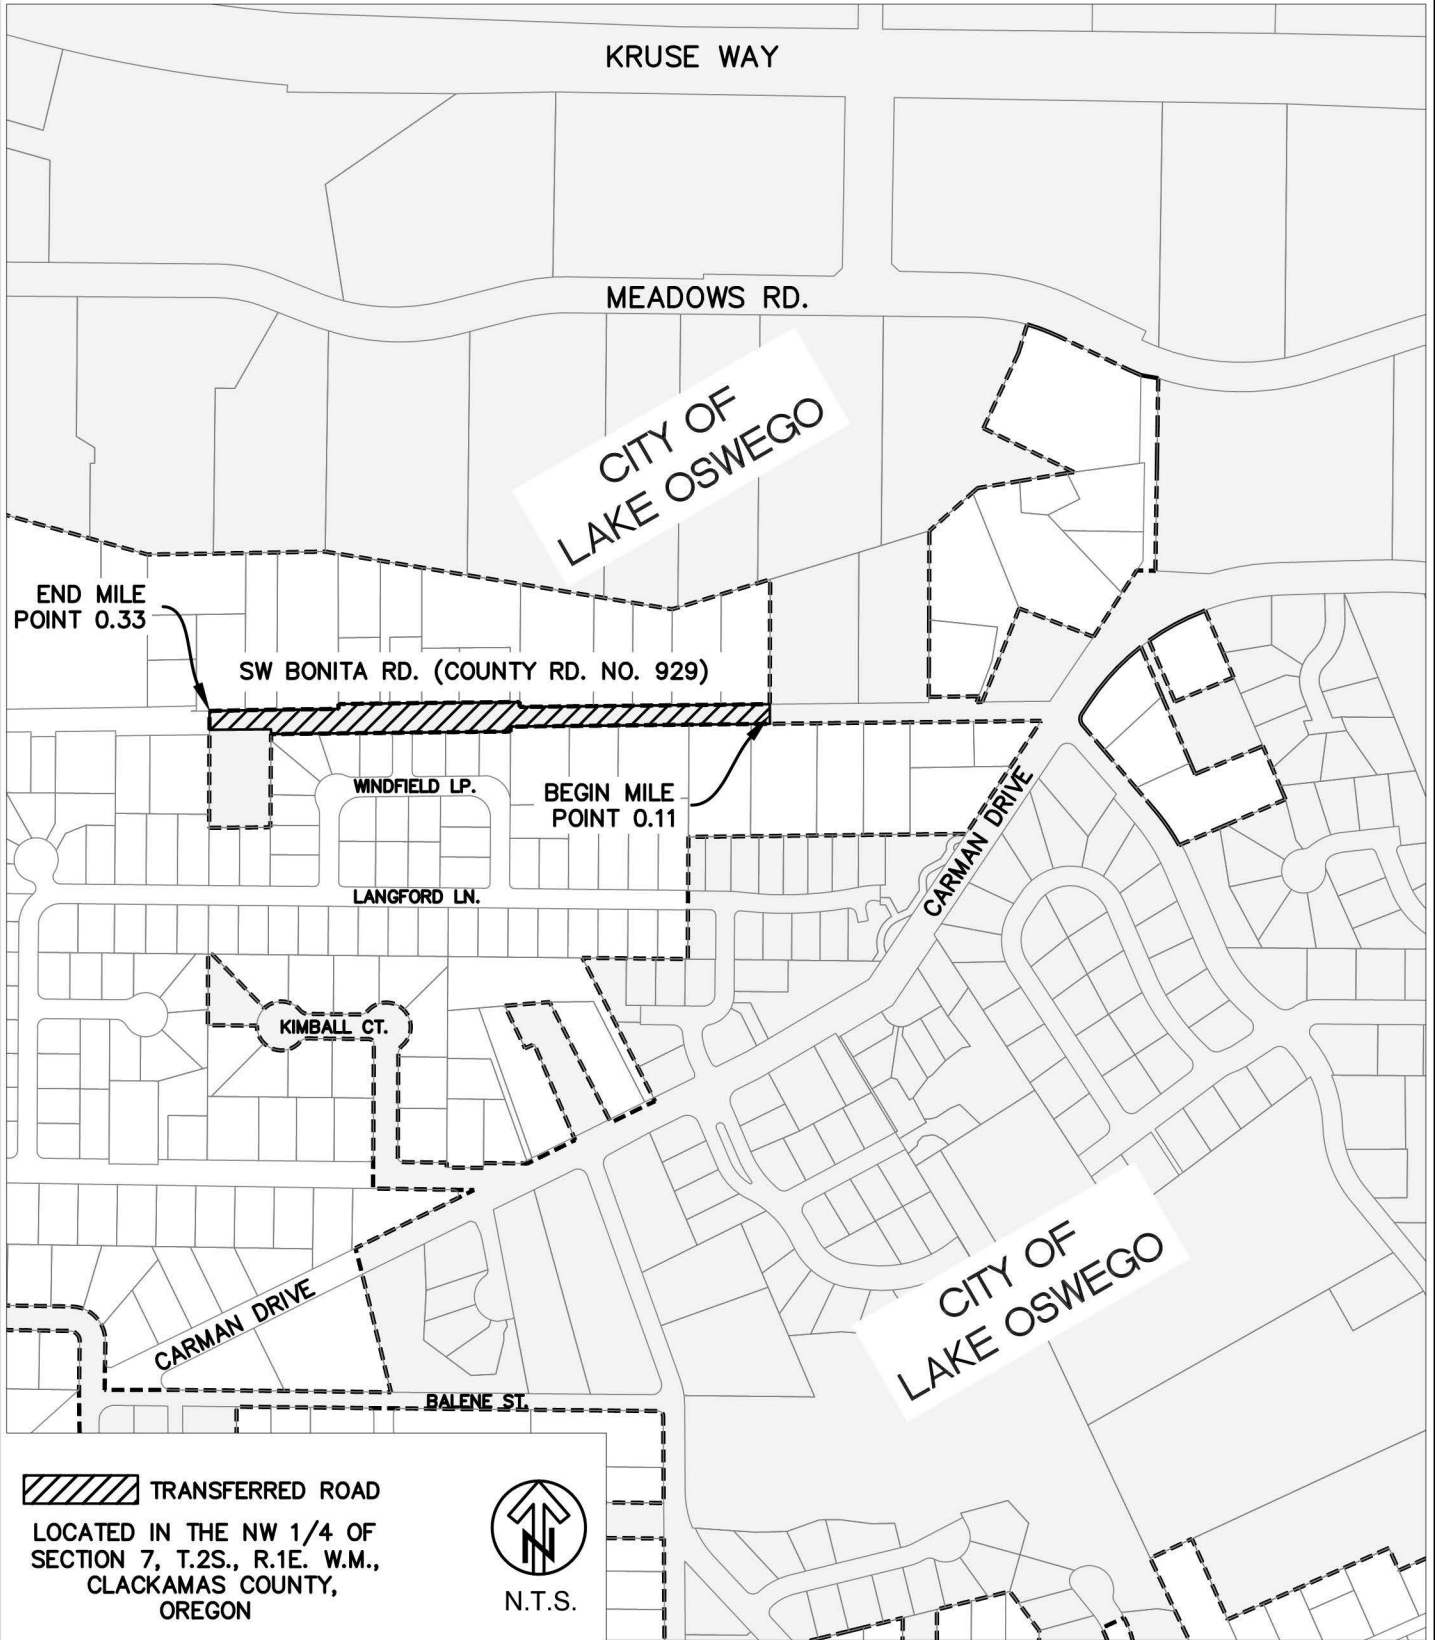 KRUSE WAY
MEADOWS RD.
CITY OF
LAKE OSWEGO
END MILE
POINT 0.33
SW BONITA RD. (COUNTY RD. NO. 929)
WINDFIELD LP.
BEGIN MILE
POINT 0.11
CARMAN DRIVE
LANGFORD LN.
KIMBALL CT.
CITY OF
LAKE OSWEGO
CARMAN DRIVE
BALENE ST.
TRANSFERRED ROAD
LOCATED IN THE NW 1/4 OF
SECTION 7, T.2S., R.1E. W.M.,
CLACKAMAS COUNTY,
OREGON
N
N.T.S.